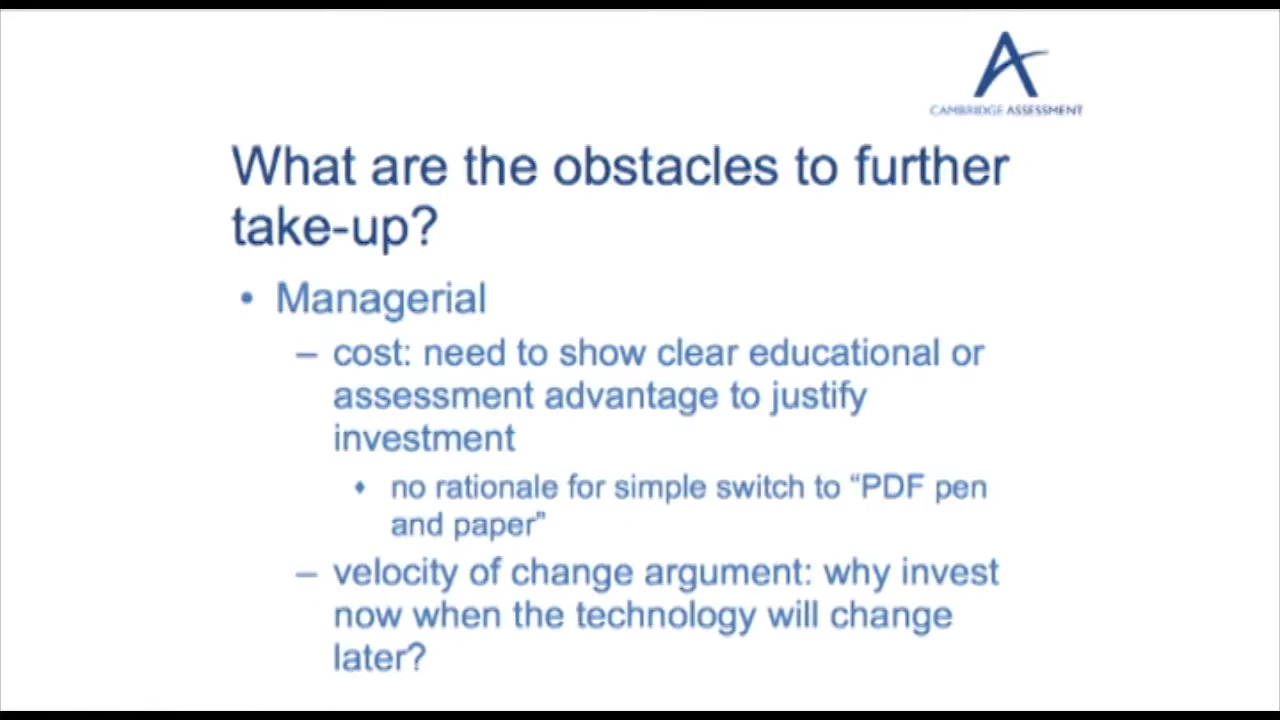 CAMBRIDGE ASSESSMENT
What are the obstacles to further
take-up?
• Managerial
– cost: need to show clear educational or
assessment advantage to justify
investment
♦ no rationale for simple switch to “PDF pen
and paper”
– velocity of change argument: why invest
now when the technology will change
later?